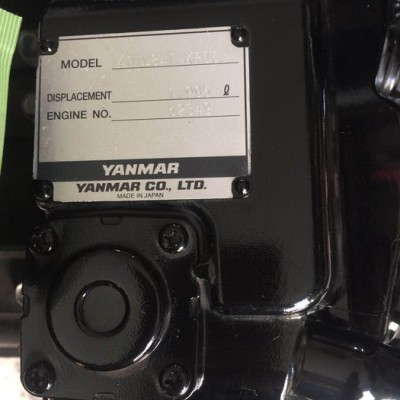 MODEL
DISPLACEMENT ℓ
ENGINE NO.
YANMAR
YANMAR CO., LTD.
MADE IN JAPAN